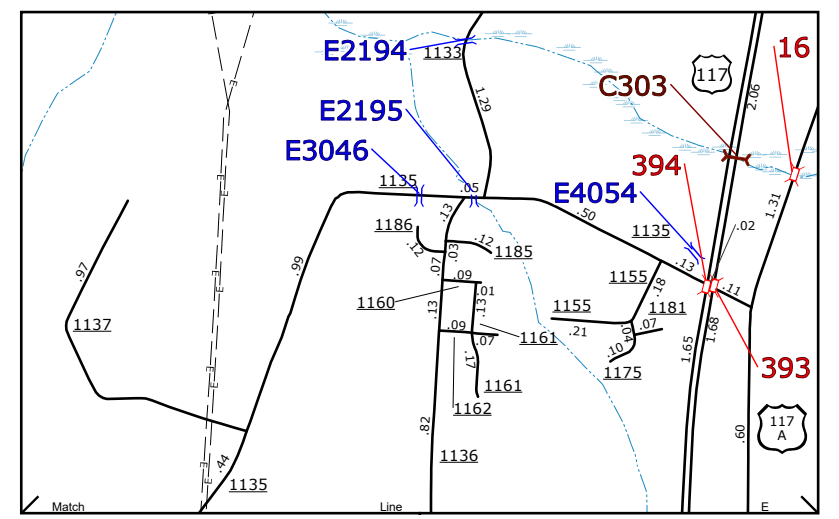 16
E2194
1133
117
C303
2.06
1.29
E2195
E3046
394
1135
.05
E4054
1.31
.13
.50
1186
.02
1135
.12
.12
.03
1185
.13
.97
.99
.07
.09
1155
.18
.11
1160
.01
.13
.13
1155
1181
1137
.09
.07
1161
.21
.04
.07
1.65
1.68
.10
.17
1175
393
1161
1162
117
A
.82
.60
1136
.44
1135
E
E
E
E
E
E
E
E
E
E
Match
Line
E